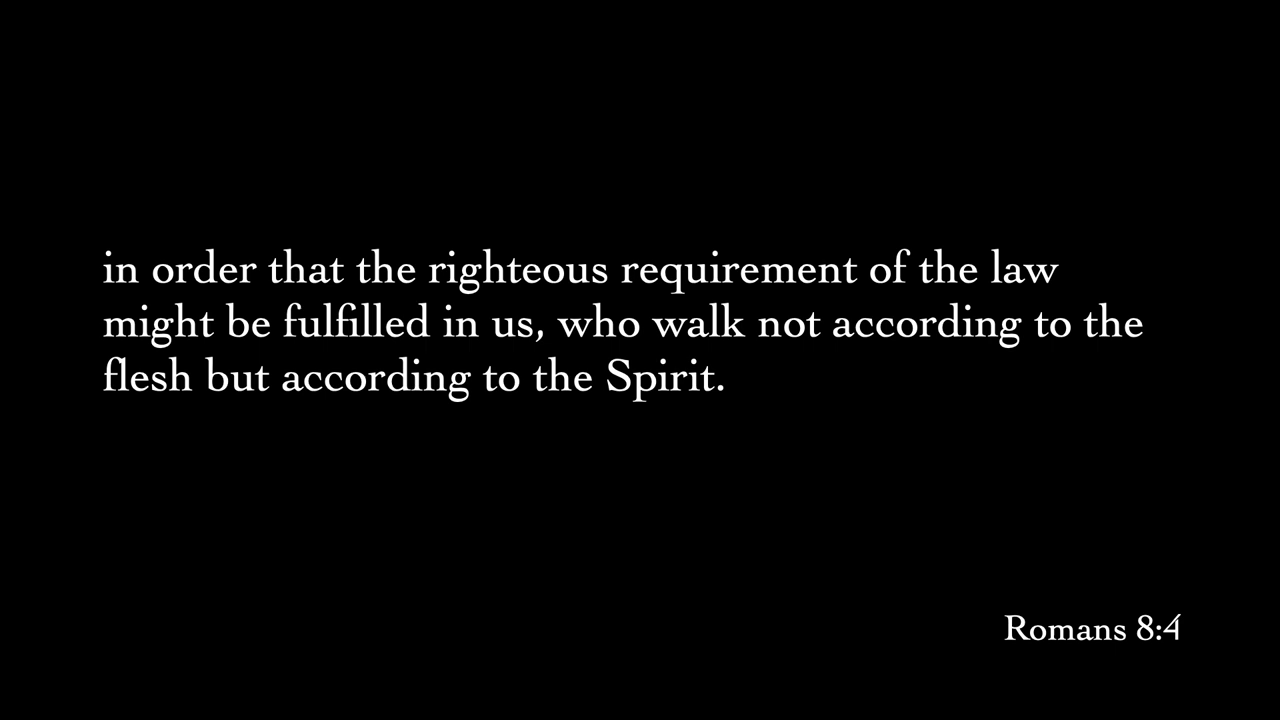 in order that the righteous requirement of the law
might be fulfilled in us, who walk not according to the
flesh but according to the Spirit.
Romans 8:4